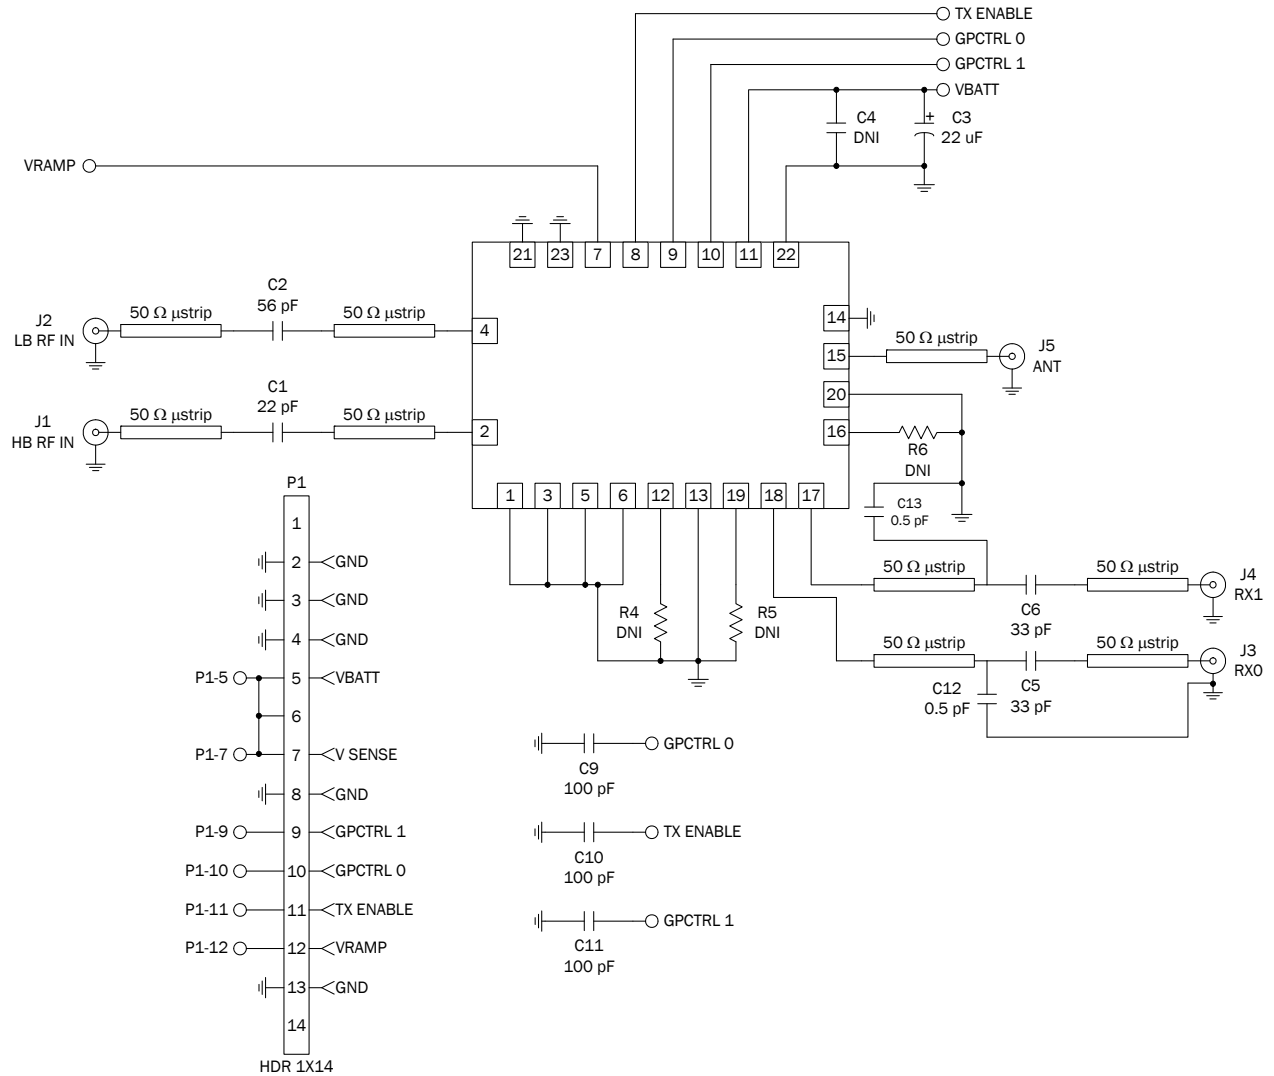 TX ENABLE
GPCTRL 0
GPCTRL 1
VBATT
C4
DNI
C3
22 uF
+
VRAMP
21 23 7 8 9 10 11 22
C2
56 pF
50 Ω µstrip
50 Ω µstrip
J2
LB RF IN
4
C1
22 pF
50 Ω µstrip
50 Ω µstrip
J1
HB RF IN
2
14
15
50 Ω µstrip
J5
ANT
20
16
R6
DNI
1 3 5 6 12 13 19 18 17
C13
0.5 pF
R4
DNI
R5
DNI
50 Ω µstrip
C6
33 pF
50 Ω µstrip
J4
RX1
50 Ω µstrip
C12
0.5 pF
C5
33 pF
50 Ω µstrip
J3
RX0
P1
1
2 GND
3 GND
4 GND
P1-5 5 VBATT
6
P1-7 7 V SENSE
8 GND
P1-9 9 GPCTRL 1
P1-10 10 GPCTRL 0
P1-11 11 TX ENABLE
P1-12 12 VRAMP
13 GND
14
HDR 1X14
GPCTRL 0
C9
100 pF
TX ENABLE
C10
100 pF
GPCTRL 1
C11
100 pF